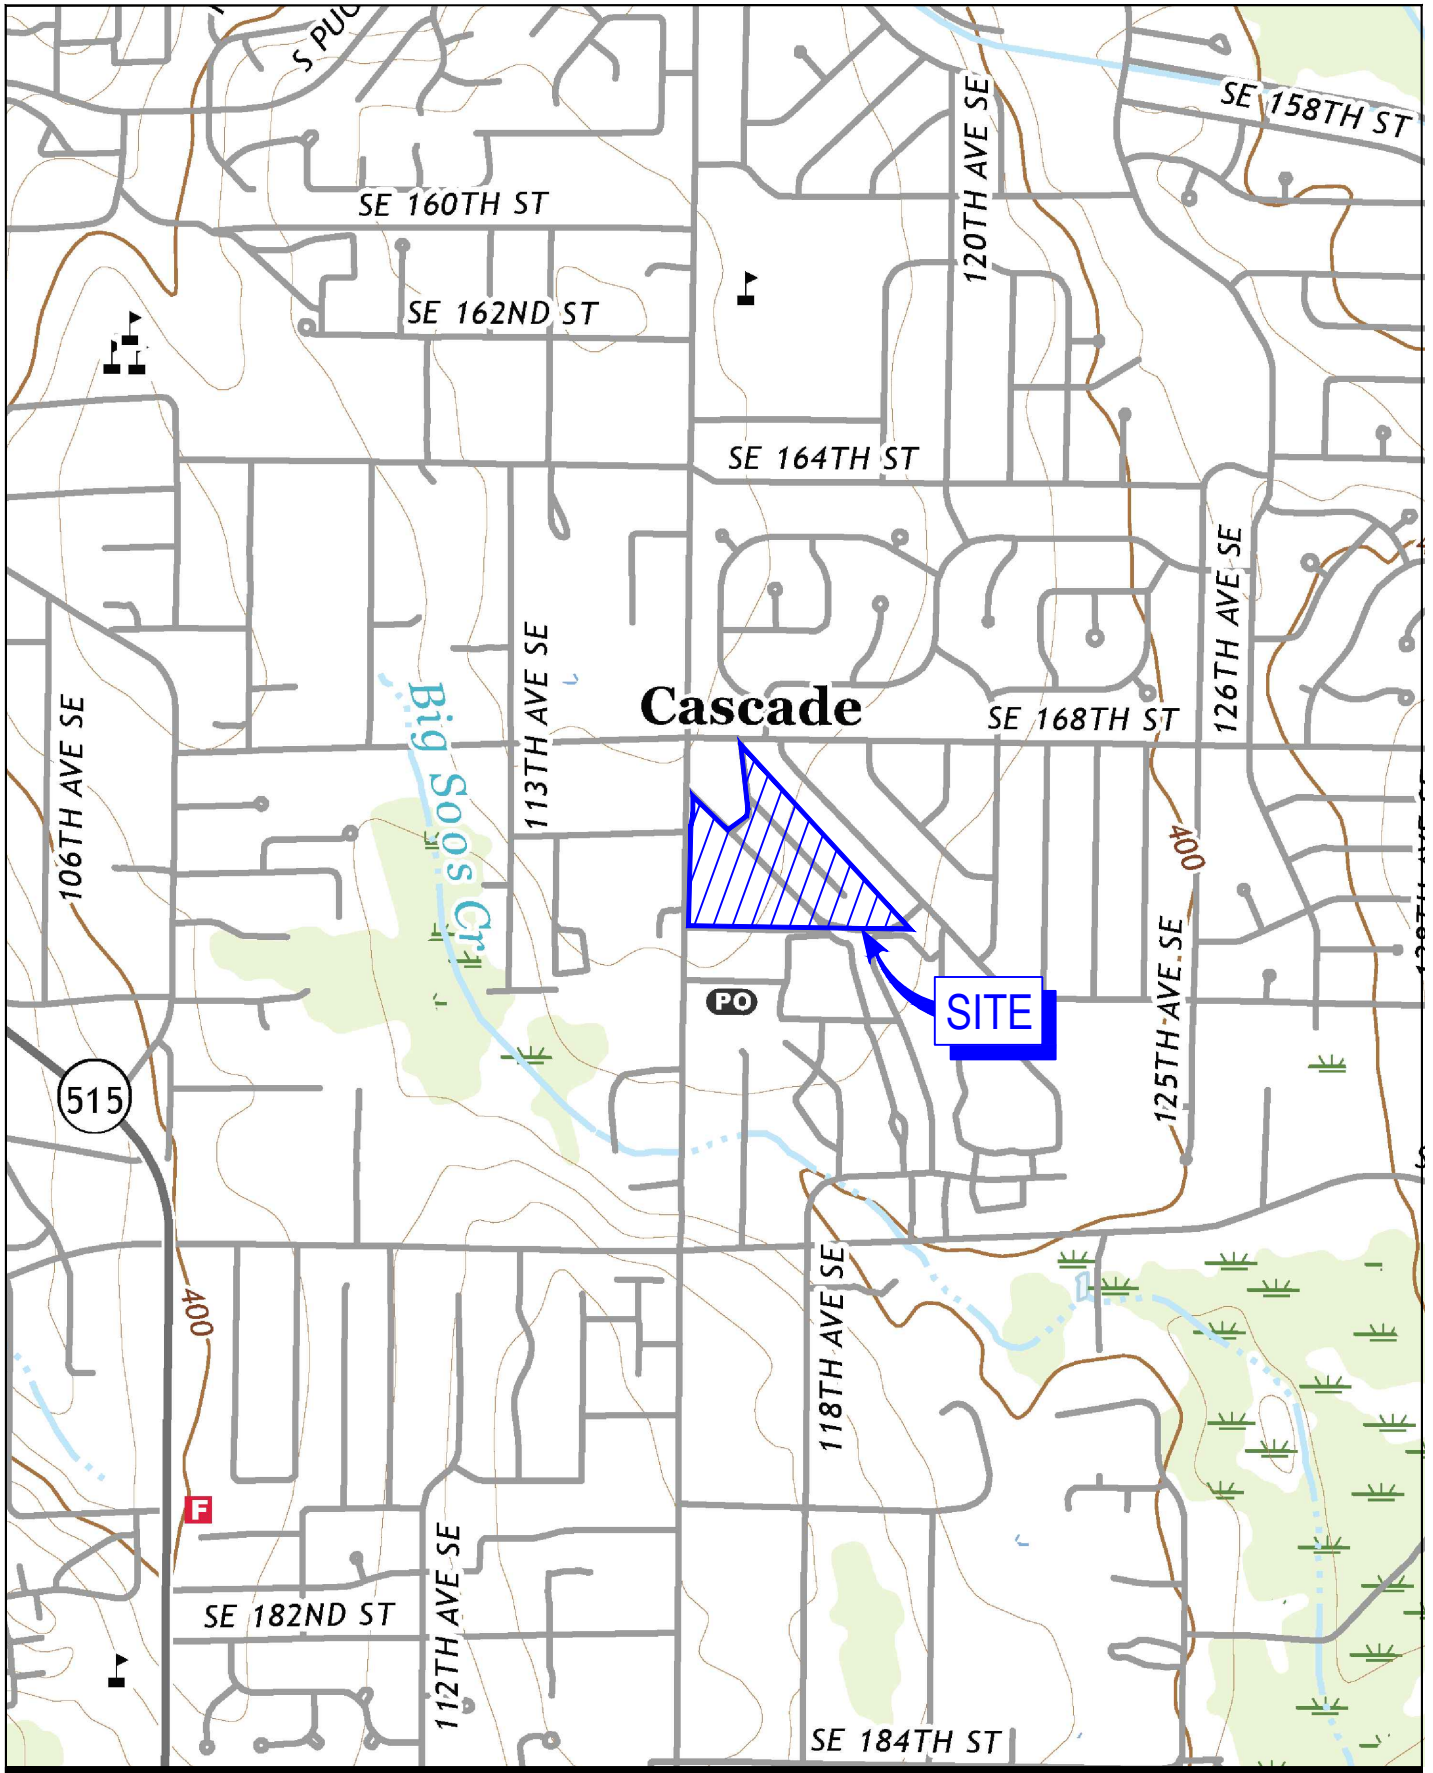 S PUG
SE 158TH ST
120TH AVE SE
SE 160TH ST
SE 162ND ST
SE 164TH ST
126TH AVE SE
113TH AVE SE
Cascade
SE 168TH ST
106TH AVE SE
Big Soos Cr
400
125TH AVE SE
PO
SITE
515
118TH AVE SE
400
F
112TH AVE SE
SE 182ND ST
SE 184TH ST